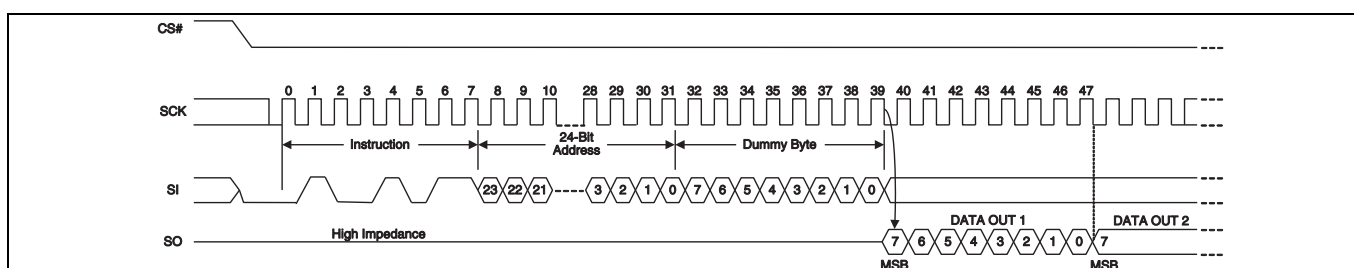 CS#
0 1 2 3 4 5 6 7 8 9 10 28 29 30 31 32 33 34 35 36 37 38 39 40 41 42 43 44 45 46 47
SCK
Instruction
24-Bit
Address
Dummy Byte
SI
23 22 21 3 2 1 0 7 6 5 4 3 2 1 0
DATA OUT 1 DATA OUT 2
SO
High Impedance
7 6 5 4 3 2 1 0 7
MSB MSB